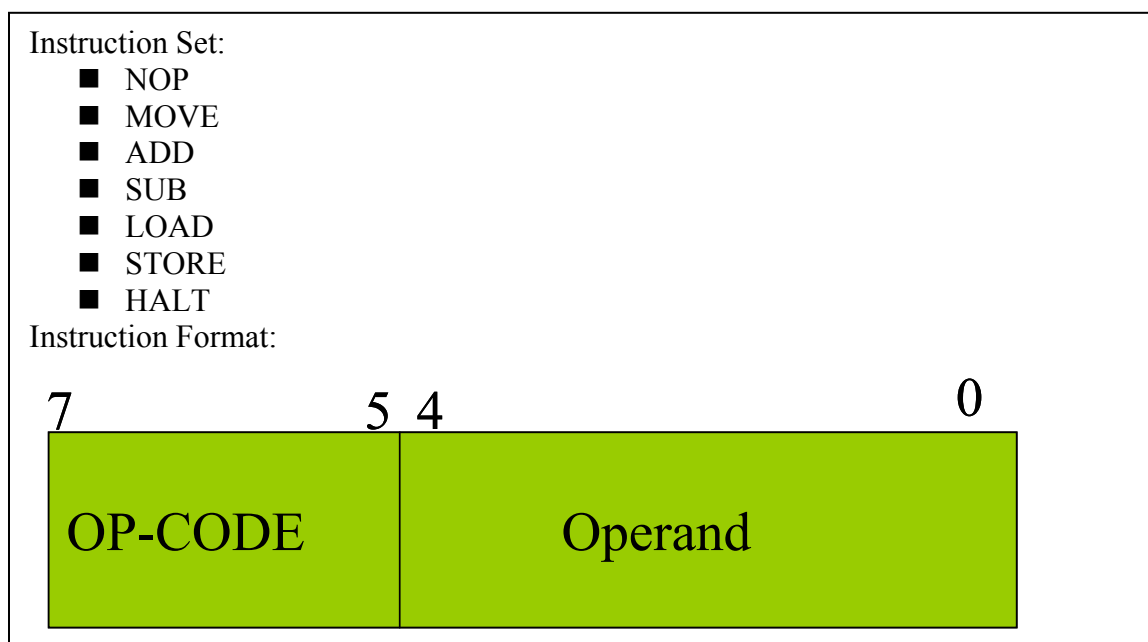 Instruction Set:
■ NOP
■ MOVE
■ ADD
■ SUB
■ LOAD
■ STORE
■ HALT
Instruction Format:
7 5 4 0
OP-CODE Operand